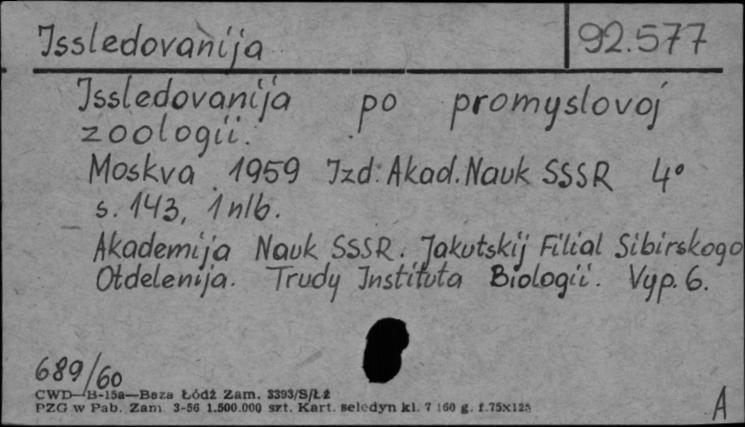 Issledovanija 92.577
Issledovanija po promyslovoj
zoologii.
Moskva 1959 Izd. Akad. Nauk SSSR 4°
s. 143, 1 nlb.
Akademija Nauk SSSR. Jakutskij Filial Sibirskogo
Otdelenija. Trudy Instituta Biologii. Vyp. 6.
689/60
CWD—B-15a—Baza Łódź Zam. 3393/S/Łź
PZG w Pab. Zam. 3-56 1.500.000 szt. Kart. seledyn kl. 7 160 g. f.75x125
A